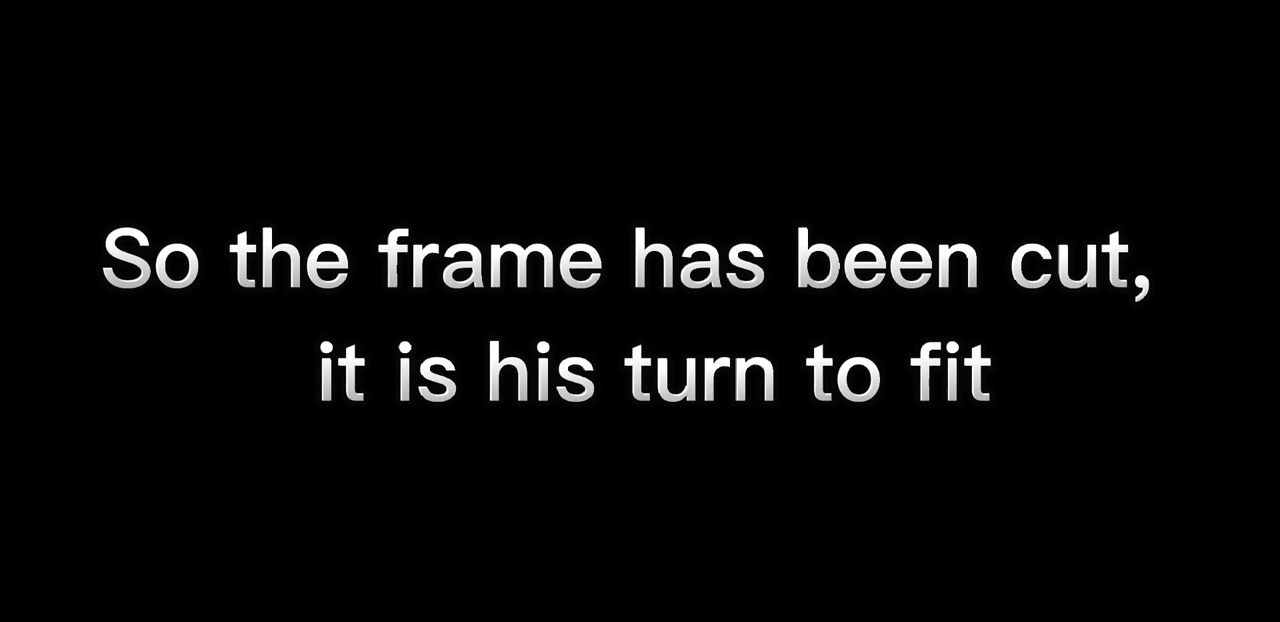 So the frame has been cut,
it is his turn to fit